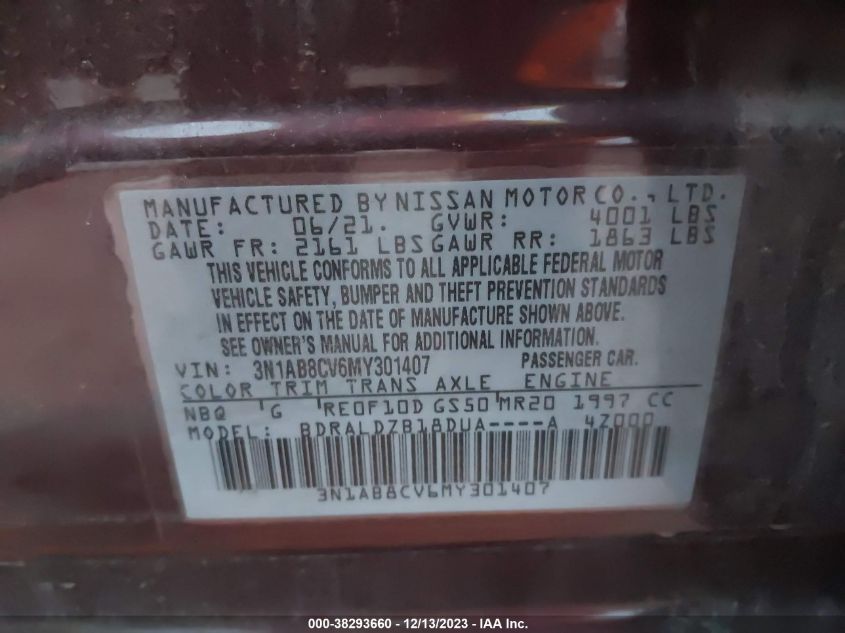 MANUFACTURED BY NISSAN MOTOR CO., LTD.
DATE: 06/21. GVWR: 4001 LBS
GAWR FR: 2161 LBS GAWR RR: 1863 LBS
THIS VEHICLE CONFORMS TO ALL APPLICABLE FEDERAL MOTOR
VEHICLE SAFETY, BUMPER AND THEFT PREVENTION STANDARDS
IN EFFECT ON THE DATE OF MANUFACTURE SHOWN ABOVE.
SEE OWNER'S MANUAL FOR ADDITIONAL INFORMATION.
VIN: 3N1AB8CV6MY301407 PASSENGER CAR.
COLOR TRIM TRANS AXLE ENGINE
NBQ G RE0F10D GS50 MR20 1997 CC
MODEL: BDRALDZB18DUA----A 42000
3N1AB8CV6MY301407
000-38293660 - 12/13/2023 - IAA Inc.